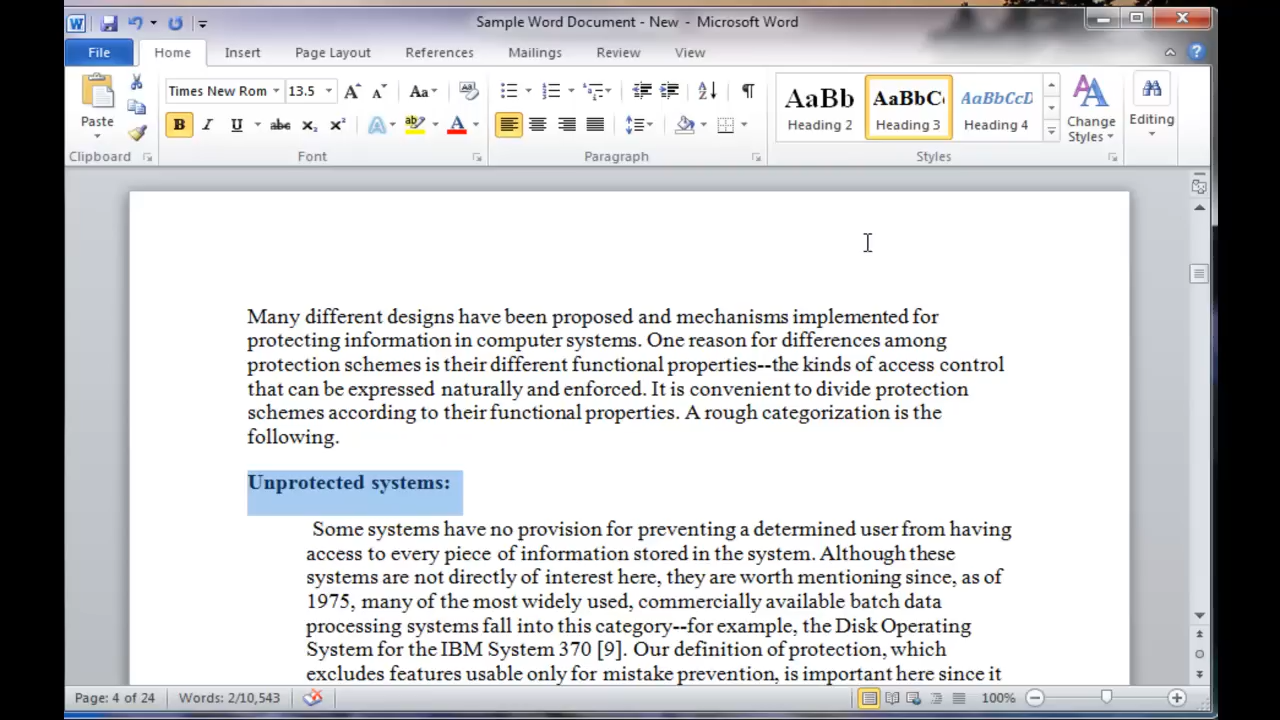 Sample Word Document - New - Microsoft Word
File Home Insert Page Layout References Mailings Review View
Times New Rom 13.5 Aa
Paste
B I U abc x₂ x² A A
AaBb AaBbC AaBbCcD
Heading 2 Heading 3 Heading 4
Change Styles
Editing
Clipboard Font Paragraph Styles
Many different designs have been proposed and mechanisms implemented for
protecting information in computer systems. One reason for differences among
protection schemes is their different functional properties--the kinds of access control
that can be expressed naturally and enforced. It is convenient to divide protection
schemes according to their functional properties. A rough categorization is the
following.
Unprotected systems:
Some systems have no provision for preventing a determined user from having
access to every piece of information stored in the system. Although these
systems are not directly of interest here, they are worth mentioning since, as of
1975, many of the most widely used, commercially available batch data
processing systems fall into this category--for example, the Disk Operating
System for the IBM System 370 [9]. Our definition of protection, which
excludes features usable only for mistake prevention, is important here since it
Page: 4 of 24 Words: 2/10,543 100%